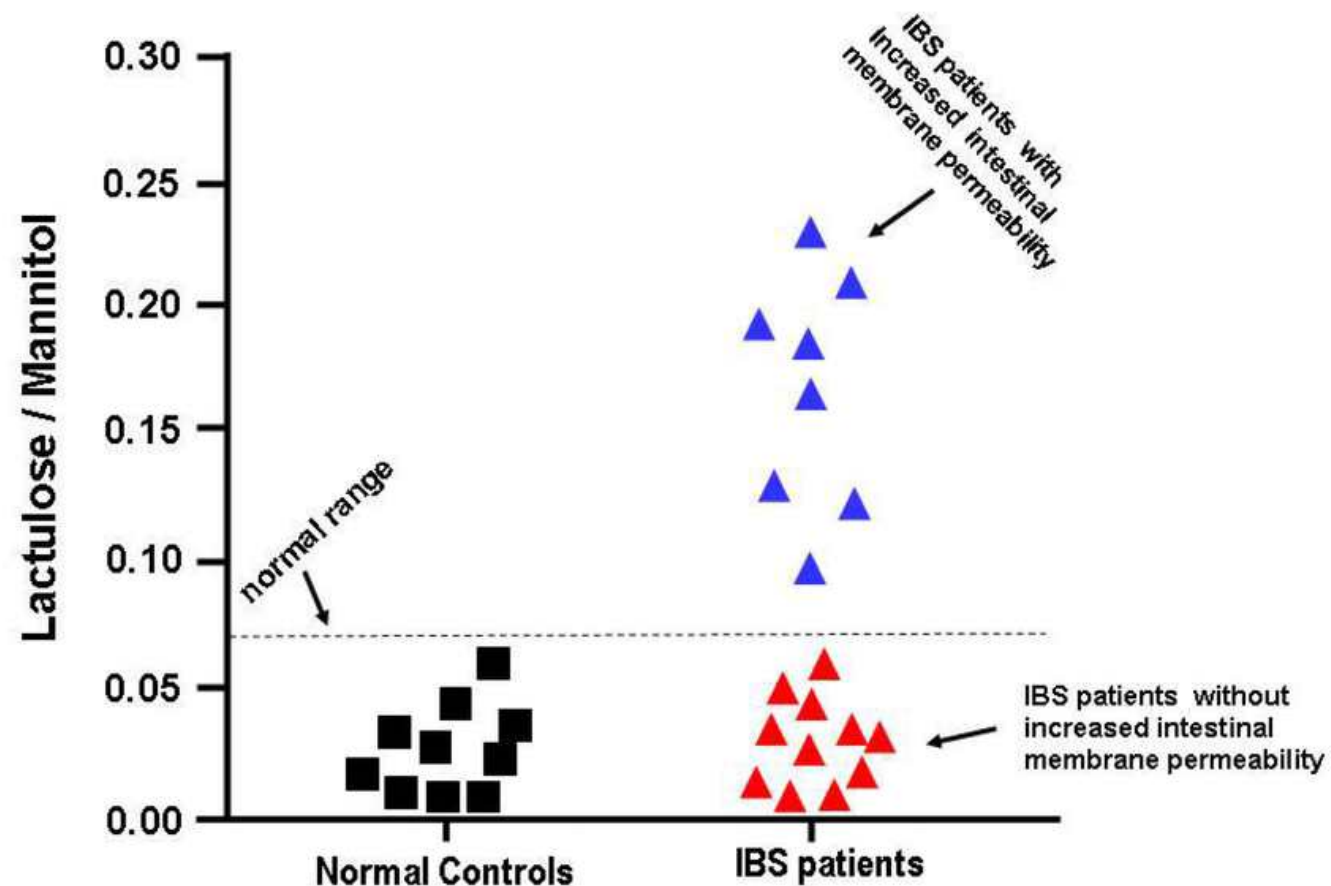 0.30
0.25
0.20
0.15
0.10
0.05
0.00
Lactulose / Mannitol
normal range
IBS patients with
Increased intestinal
membrane permeability
IBS patients without
increased intestinal
membrane permeability
Normal Controls
IBS patients